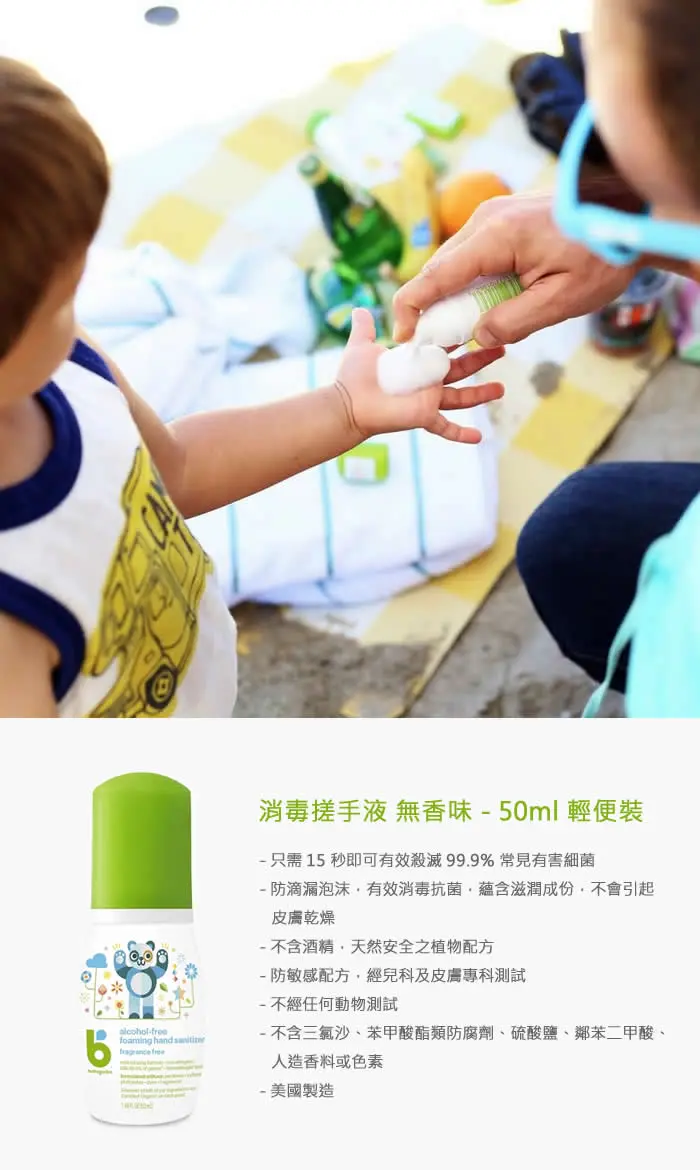 CAN
消毒搓手液 無香味 - 50ml 輕便裝
- 只需 15 秒即可有效殺滅 99.9% 常見有害細菌
- 防滴漏泡沫，有效消毒抗菌，蘊含滋潤成份，不會引起
皮膚乾燥
- 不含酒精，天然安全之植物配方
- 防敏感配方，經兒科及皮膚專科測試
- 不經任何動物測試
- 不含三氯沙、苯甲酸酯類防腐劑、硫酸鹽、鄰苯二甲酸、
人造香料或色素
- 美國製造
b
alcohol-free
foaming hand sanitizer
fragrance free